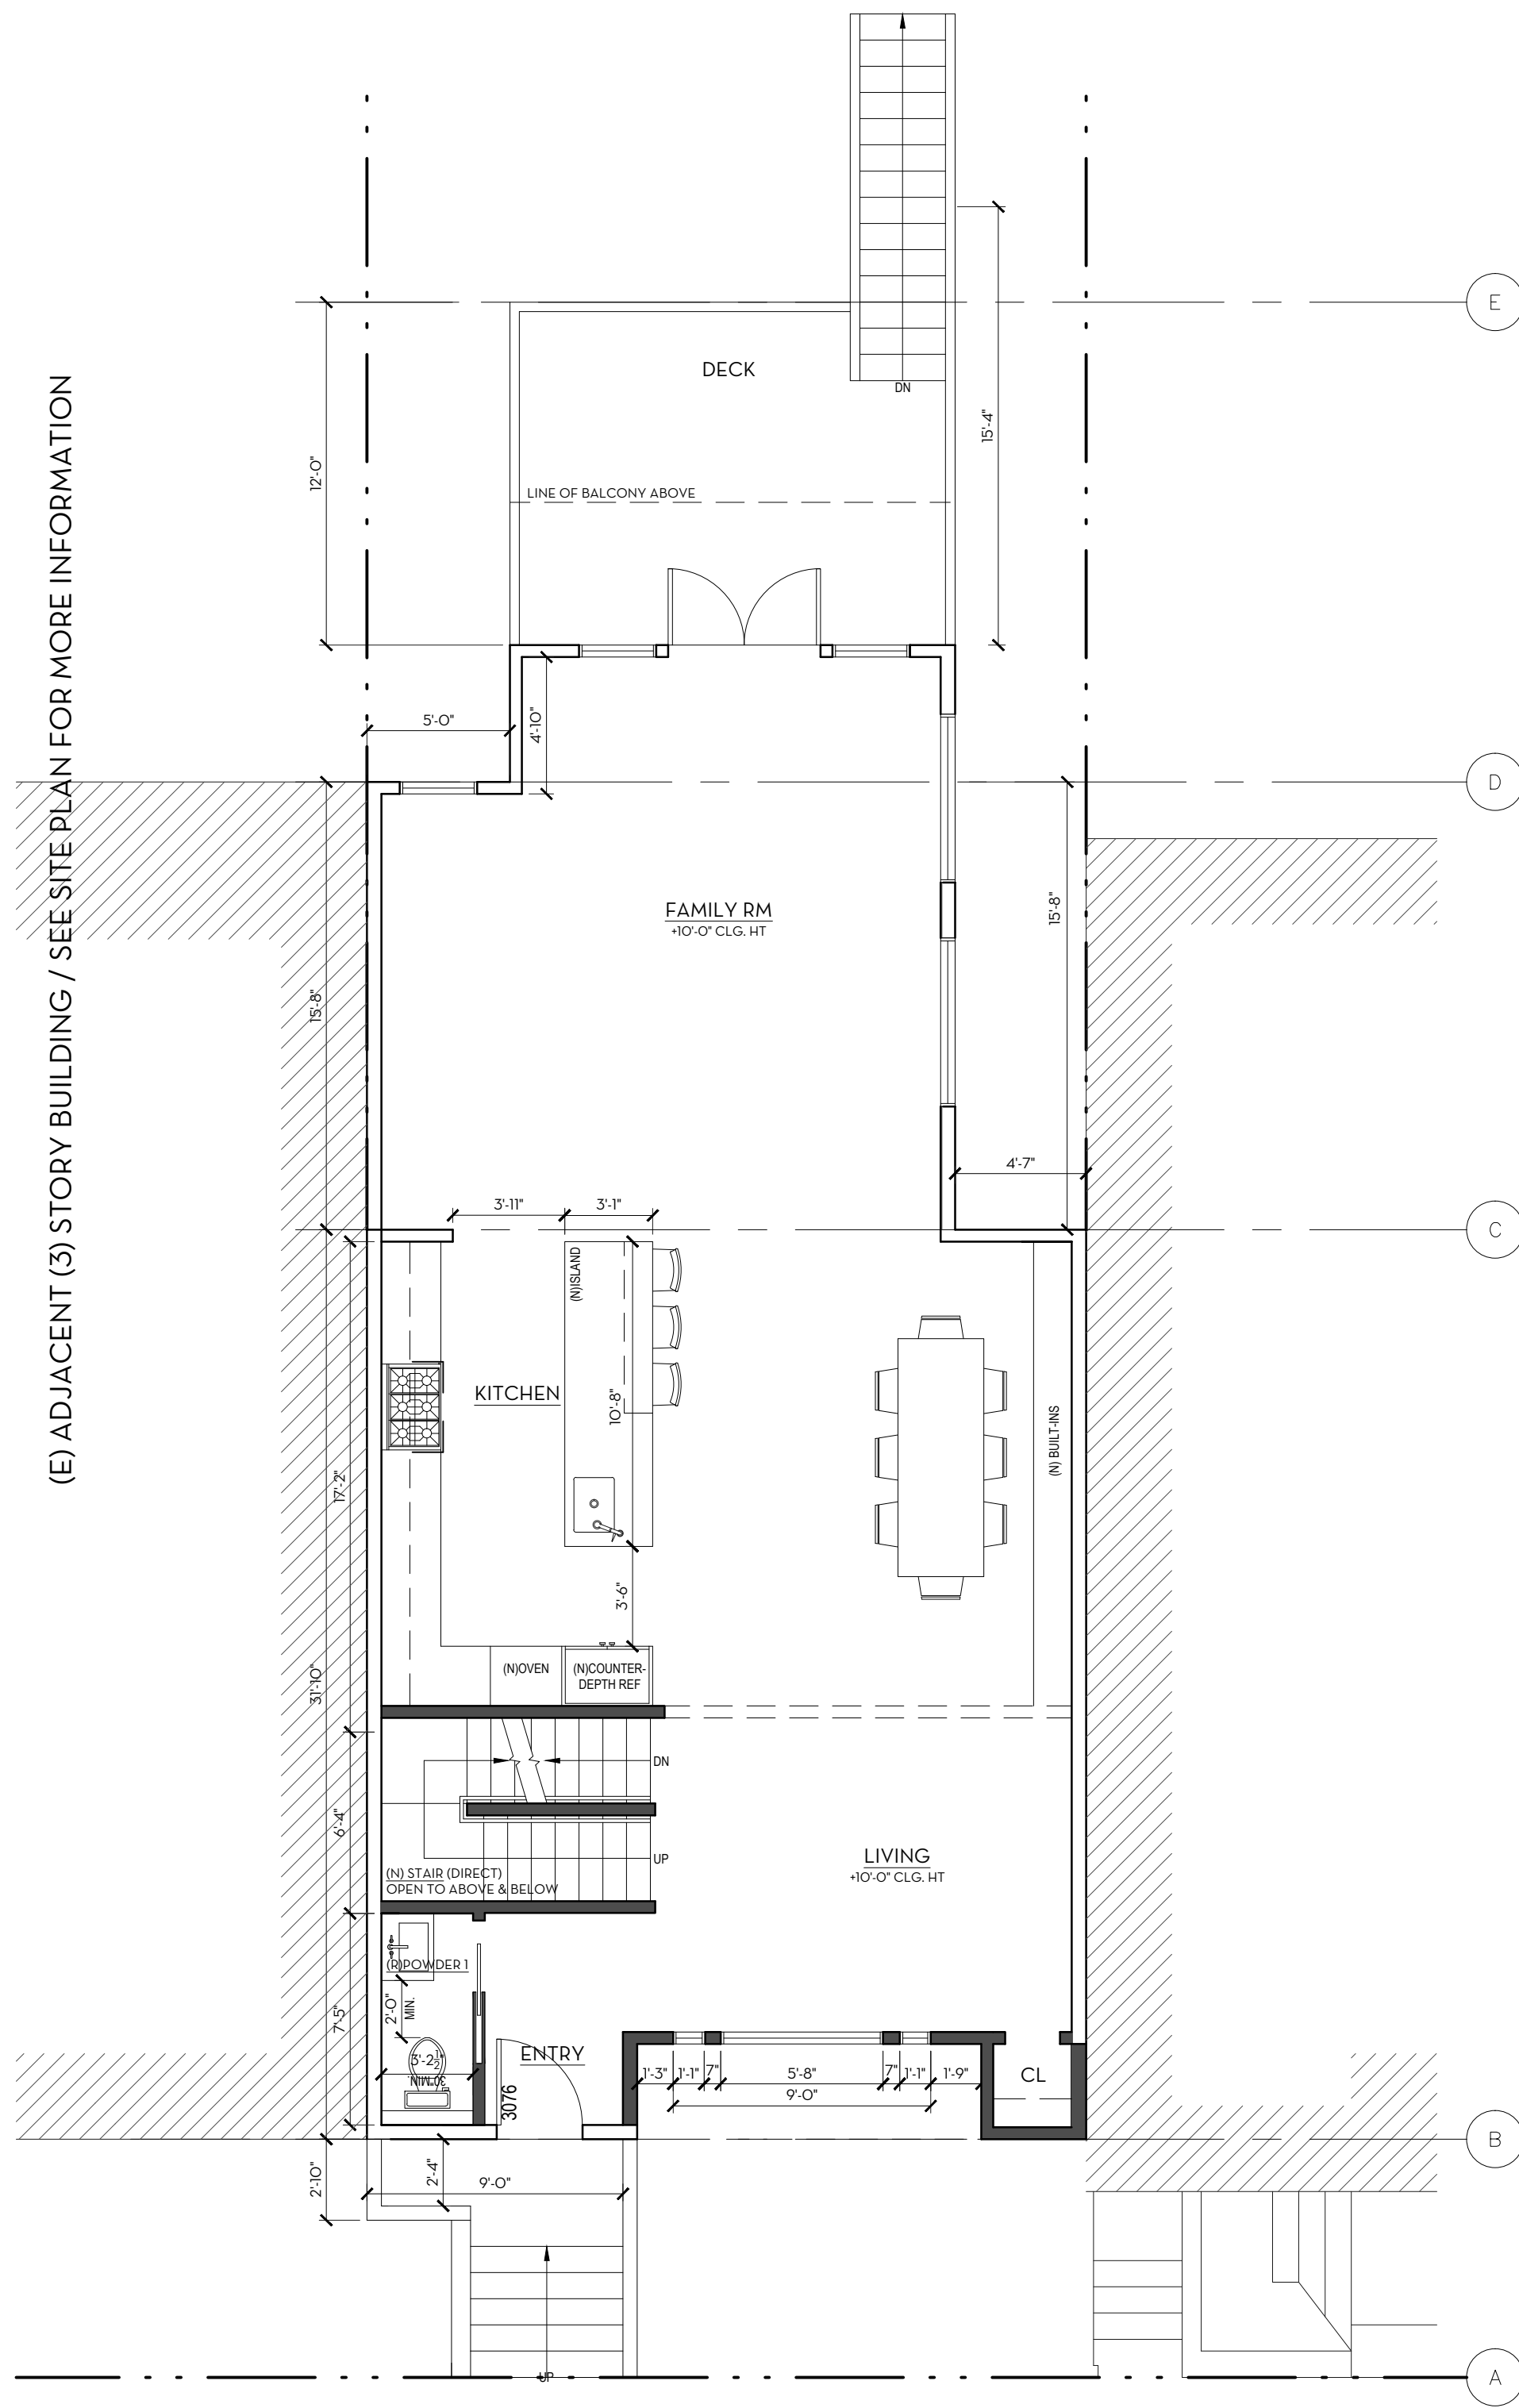 E
DECK
DN
15'-4"
12'-0"
LINE OF BALCONY ABOVE
(E) ADJACENT (3) STORY BUILDING / SEE SITE PLAN FOR MORE INFORMATION
5'-0"
4'-10"
D
FAMILY RM
+10'-0" CLG. HT
15'-8"
15'-8"
4'-7"
3'-11"
3'-1"
C
(N)ISLAND
KITCHEN
10'-8"
(N) BUILT-INS
17'-2"
3'-6"
(N)OVEN
(N)COUNTER-
DEPTH REF
31'-10"
DN
6'-4"
UP
LIVING
+10'-0" CLG. HT
(N) STAIR (DIRECT)
OPEN TO ABOVE & BELOW
(R)POWDER 1
2'-0"
MIN.
7'-5"
3'-2½"
30" MIN.
ENTRY
3076
1'-3"
1'-1"
7"
5'-8"
7"
1'-1"
1'-9"
9'-0"
CL
B
2'-10"
2'-4"
9'-0"
UP
A